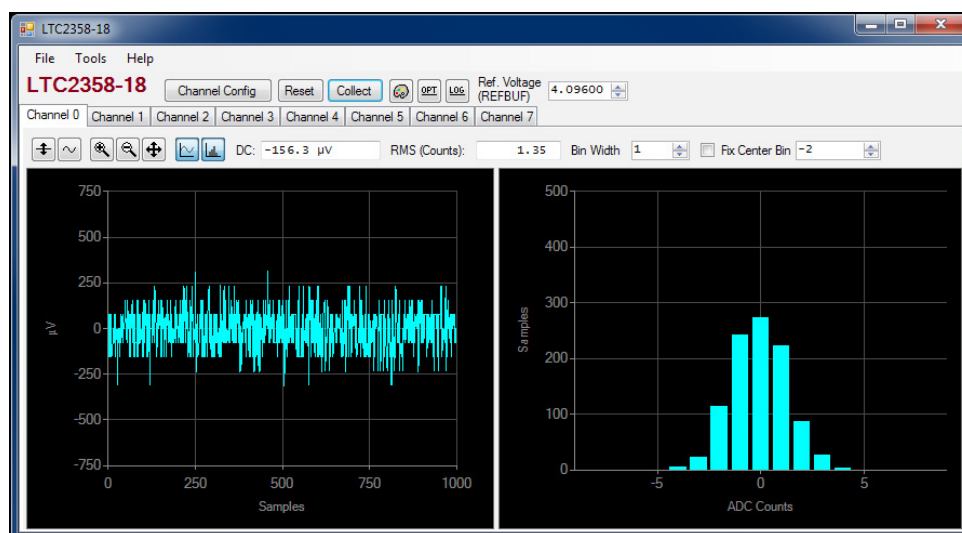 LTC2358-18
File Tools Help
LTC2358-18 Channel Config Reset Collect OPT LOG Ref. Voltage (REFBUF) 4.09600
Channel 0 Channel 1 Channel 2 Channel 3 Channel 4 Channel 5 Channel 6 Channel 7
DC: -156.3 µV RMS (Counts): 1.35 Bin Width 1 Fix Center Bin -2
750
500
250
0
-250
-500
-750
µV
0 250 500 750 1000
Samples
500
400
300
200
100
0
Samples
-5 0 5
ADC Counts